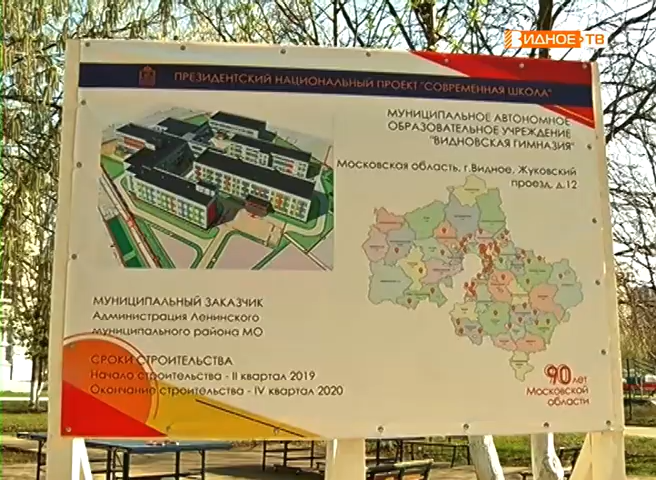 ВИДНОЕ-ТВ
ПРЕЗИДЕНТСКИЙ НАЦИОНАЛЬНЫЙ ПРОЕКТ "СОВРЕМЕННАЯ ШКОЛА"
МУНИЦИПАЛЬНОЕ АВТОНОМНОЕ
ОБРАЗОВАТЕЛЬНОЕ УЧРЕЖДЕНИЕ
"ВИДНОВСКАЯ ГИМНАЗИЯ"
Московская область, г.Видное, Жуковский
проезд, д.12
МУНИЦИПАЛЬНЫЙ ЗАКАЗЧИК
Администрация Ленинского
муниципального района МО
СРОКИ СТРОИТЕЛЬСТВА
Начало строительства - II квартал 2019
Окончание строительства - IV квартал 2020
90 лет
Московской
области